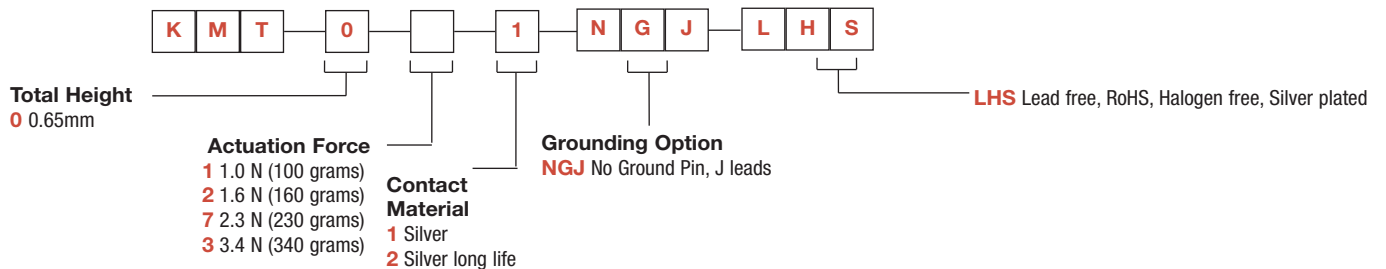 K M T 0 1 N G J L H S
Total Height
0 0.65mm
Actuation Force
1 1.0 N (100 grams)
2 1.6 N (160 grams)
7 2.3 N (230 grams)
3 3.4 N (340 grams)
Contact
Material
1 Silver
2 Silver long life
Grounding Option
NGJ No Ground Pin, J leads
LHS Lead free, RoHS, Halogen free, Silver plated